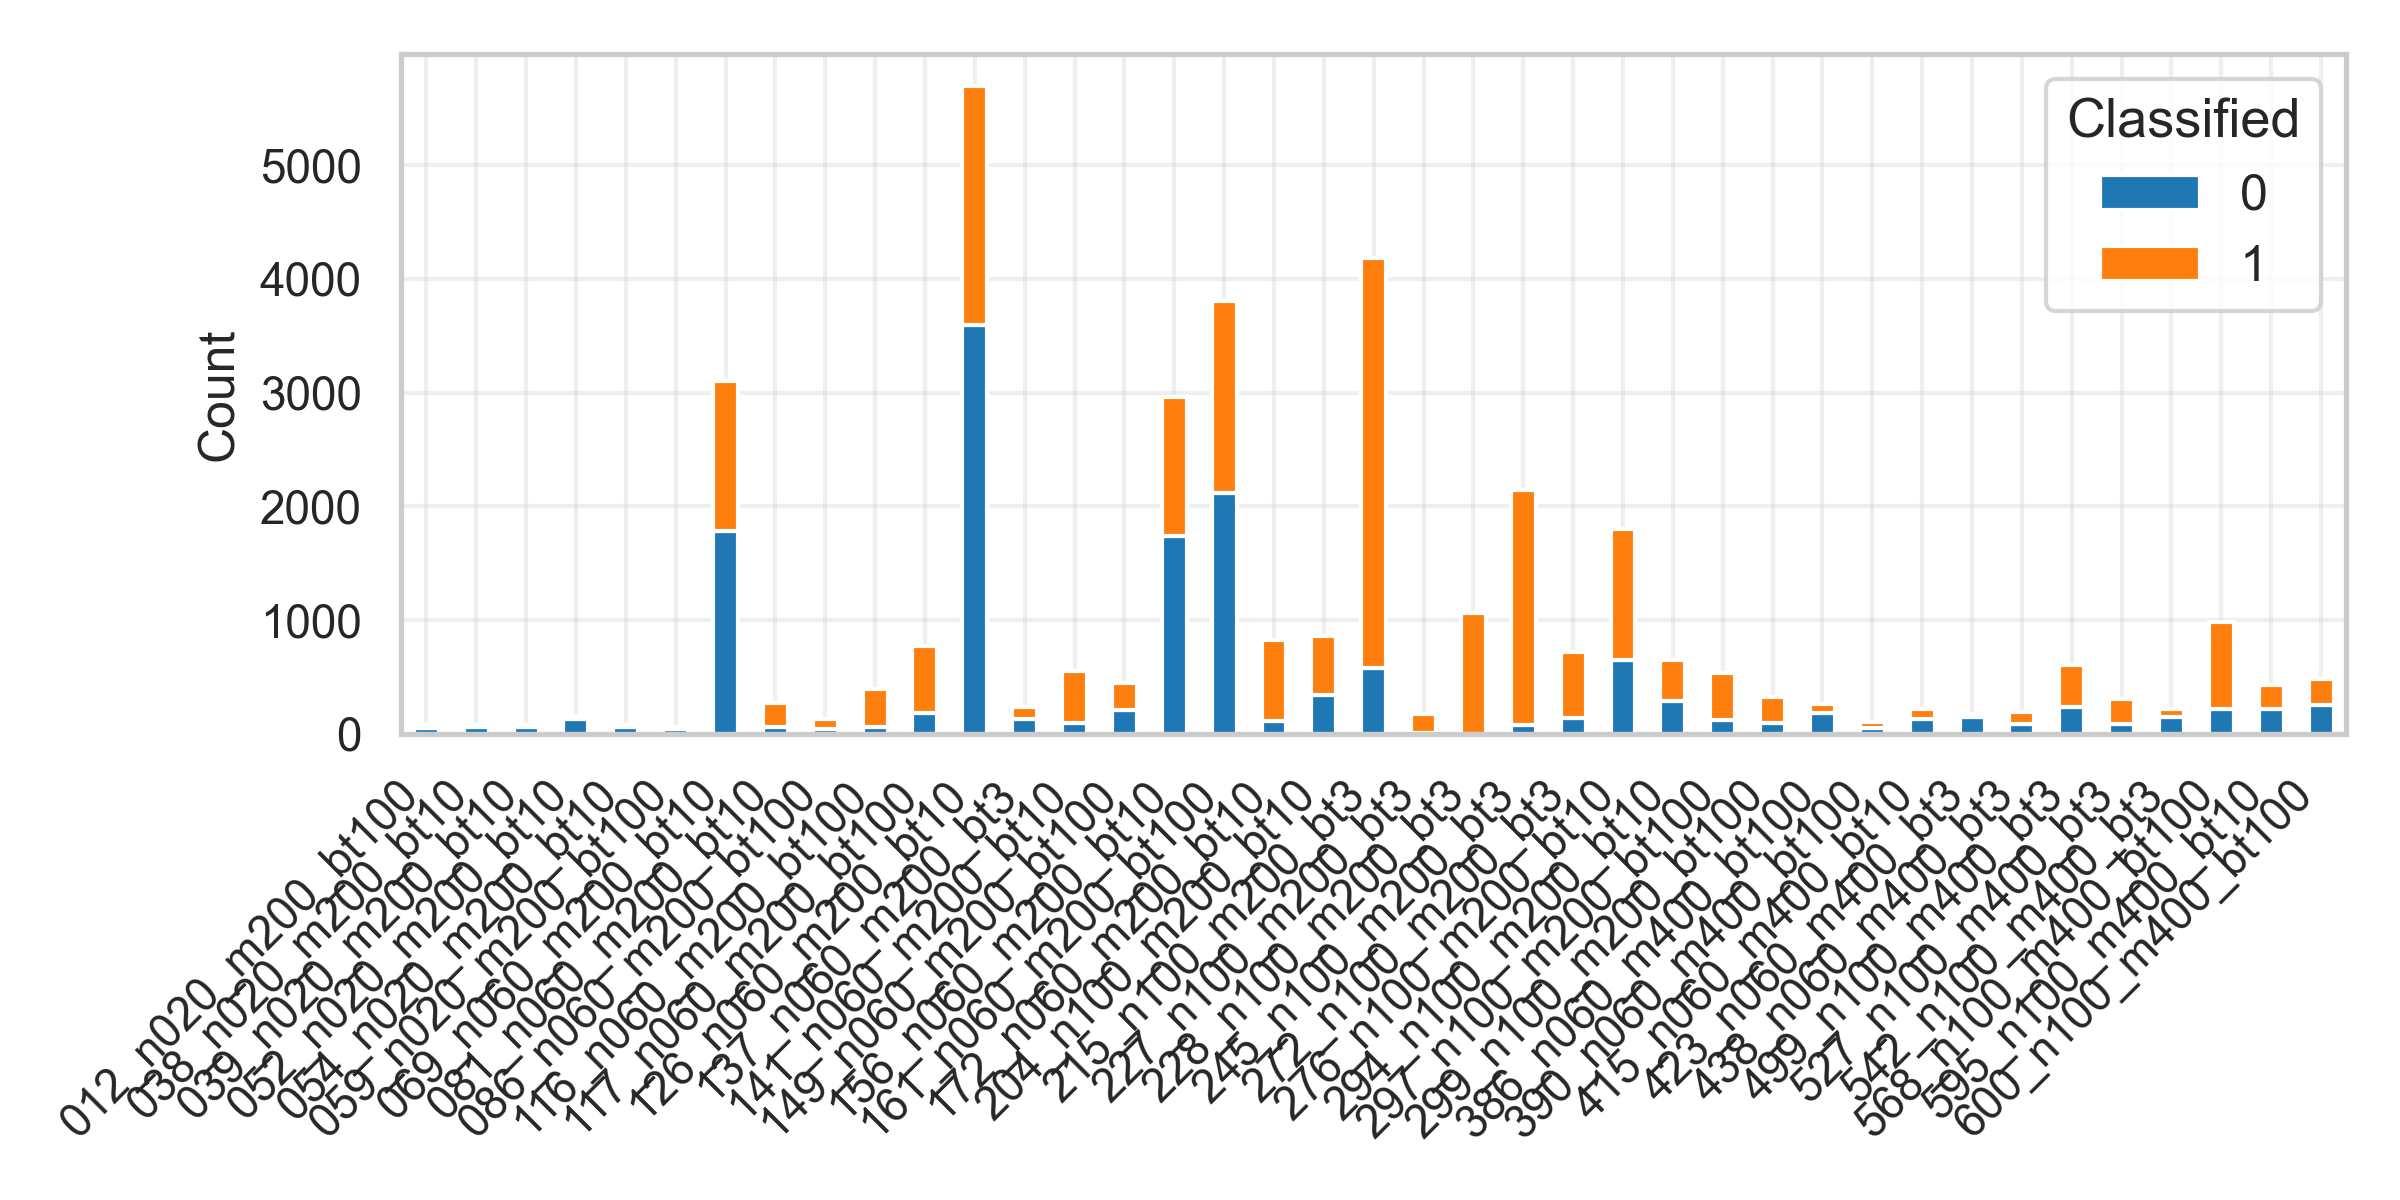 Count
5000
4000
3000
2000
1000
0
Classified
0
1
012_n020_m200_bt100
038_n020_m200_bt10
039_n020_m200_bt10
052_n020_m200_bt10
054_n020_m200_bt10
059_n020_m200_bt100
069_n060_m200_bt10
081_n060_m200_bt10
086_n060_m200_bt100
116_n060_m200_bt100
117_n060_m200_bt100
126_n060_m200_bt10
137_n060_m200_bt3
141_n060_m200_bt10
149_n060_m200_bt100
156_n060_m200_bt10
161_n060_m200_bt100
172_n060_m200_bt10
204_n100_m200_bt10
215_n100_m200_bt3
227_n100_m200_bt3
228_n100_m200_bt3
245_n100_m200_bt3
272_n100_m200_bt3
276_n100_m200_bt10
294_n100_m200_bt10
297_n100_m200_bt100
299_n100_m200_bt100
386_n060_m400_bt100
390_n060_m400_bt100
415_n060_m400_bt10
423_n060_m400_bt3
438_n060_m400_bt3
499_n100_m400_bt3
527_n100_m400_bt3
542_n100_m400_bt3
568_n100_m400_bt100
595_n100_m400_bt10
600_n100_m400_bt100